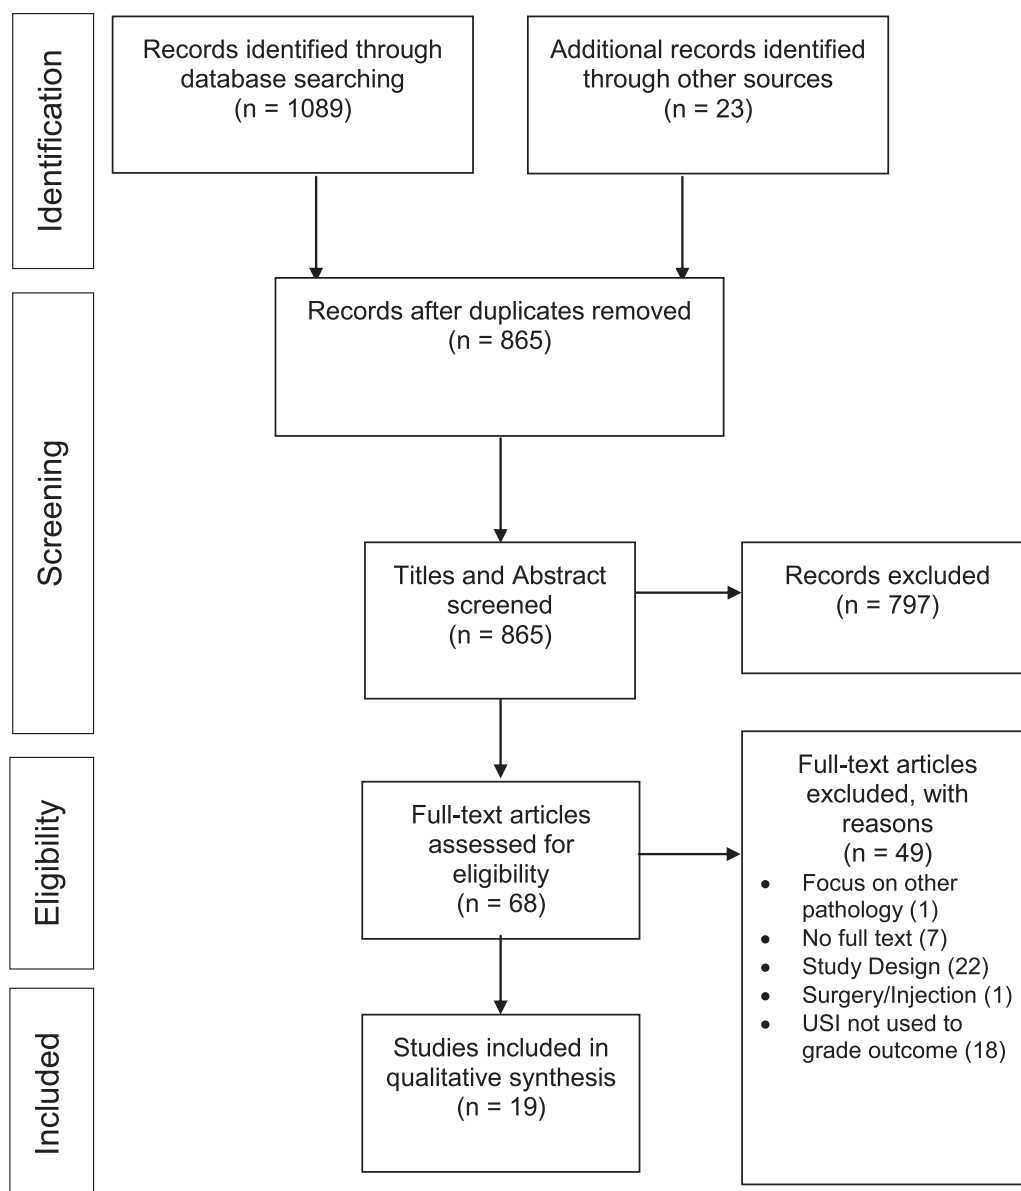 Identification
Records identified through
database searching
(n = 1089)
Additional records identified
through other sources
(n = 23)
Screening
Records after duplicates removed
(n = 865)
Titles and Abstract
screened
(n = 865)
Records excluded
(n = 797)
Eligibility
Full-text articles
assessed for
eligibility
(n = 68)
Full-text articles
excluded, with
reasons
(n = 49)
• Focus on other
pathology (1)
• No full text (7)
• Study Design (22)
• Surgery/Injection (1)
• USI not used to
grade outcome (18)
Included
Studies included in
qualitative synthesis
(n = 19)